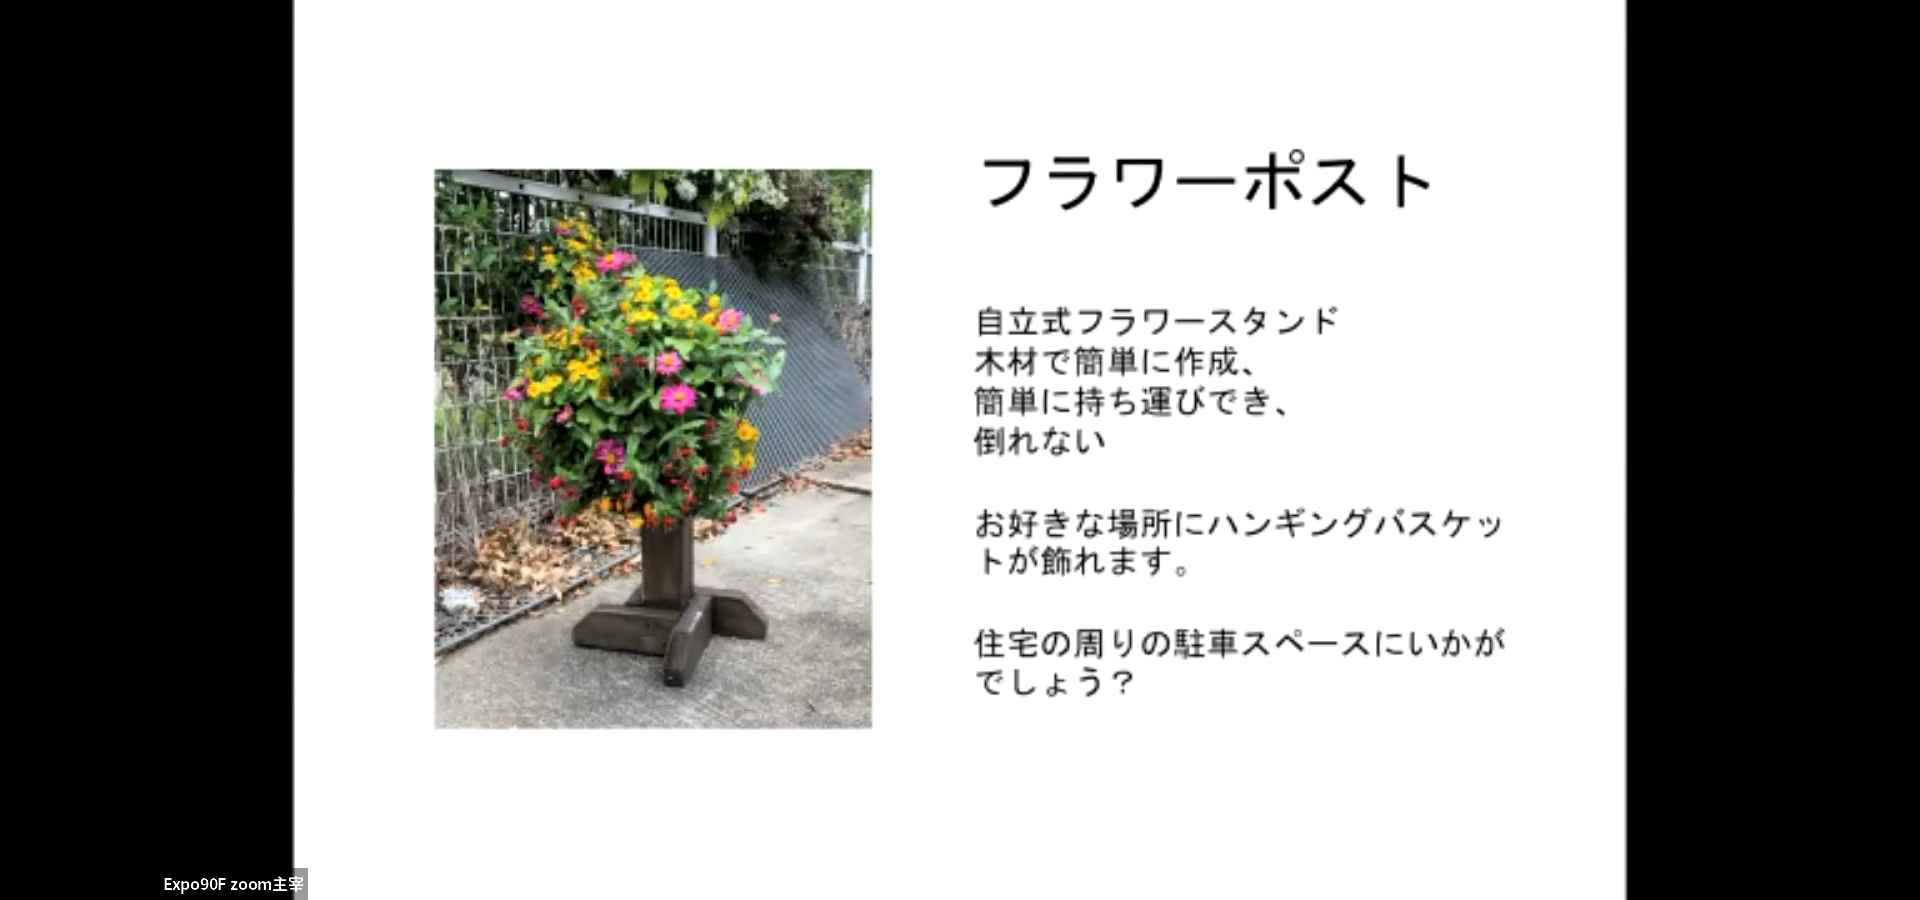 フラワーポスト
自立式フラワースタンド
木材で簡単に作成、
簡単に持ち運びでき、
倒れない
お好きな場所にハンギングバスケッ
トが飾れます。
住宅の周りの駐車スペースにいかが
でしょう？
Expo90F zoom主宰